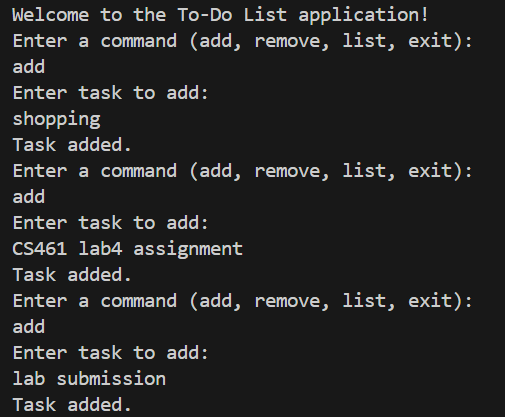 Welcome to the To-Do List application!
Enter a command (add, remove, list, exit):
add
Enter task to add:
shopping
Task added.
Enter a command (add, remove, list, exit):
add
Enter task to add:
CS461 lab4 assignment
Task added.
Enter a command (add, remove, list, exit):
add
Enter task to add:
lab submission
Task added.